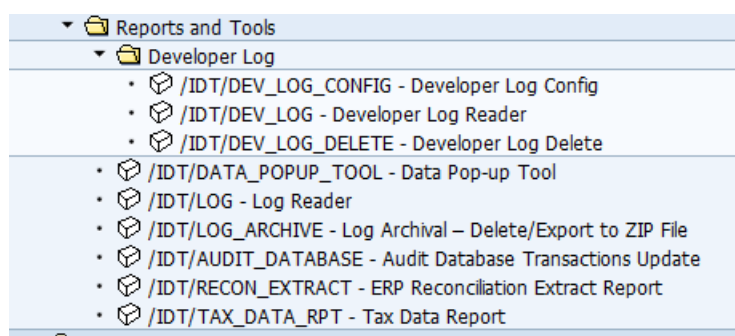 Reports and Tools
Developer Log
/IDT/DEV_LOG_CONFIG - Developer Log Config
/IDT/DEV_LOG - Developer Log Reader
/IDT/DEV_LOG_DELETE - Developer Log Delete
/IDT/DATA_POPUP_TOOL - Data Pop-up Tool
/IDT/LOG - Log Reader
/IDT/LOG_ARCHIVE - Log Archival – Delete/Export to ZIP File
/IDT/AUDIT_DATABASE - Audit Database Transactions Update
/IDT/RECON_EXTRACT - ERP Reconciliation Extract Report
/IDT/TAX_DATA_RPT - Tax Data Report